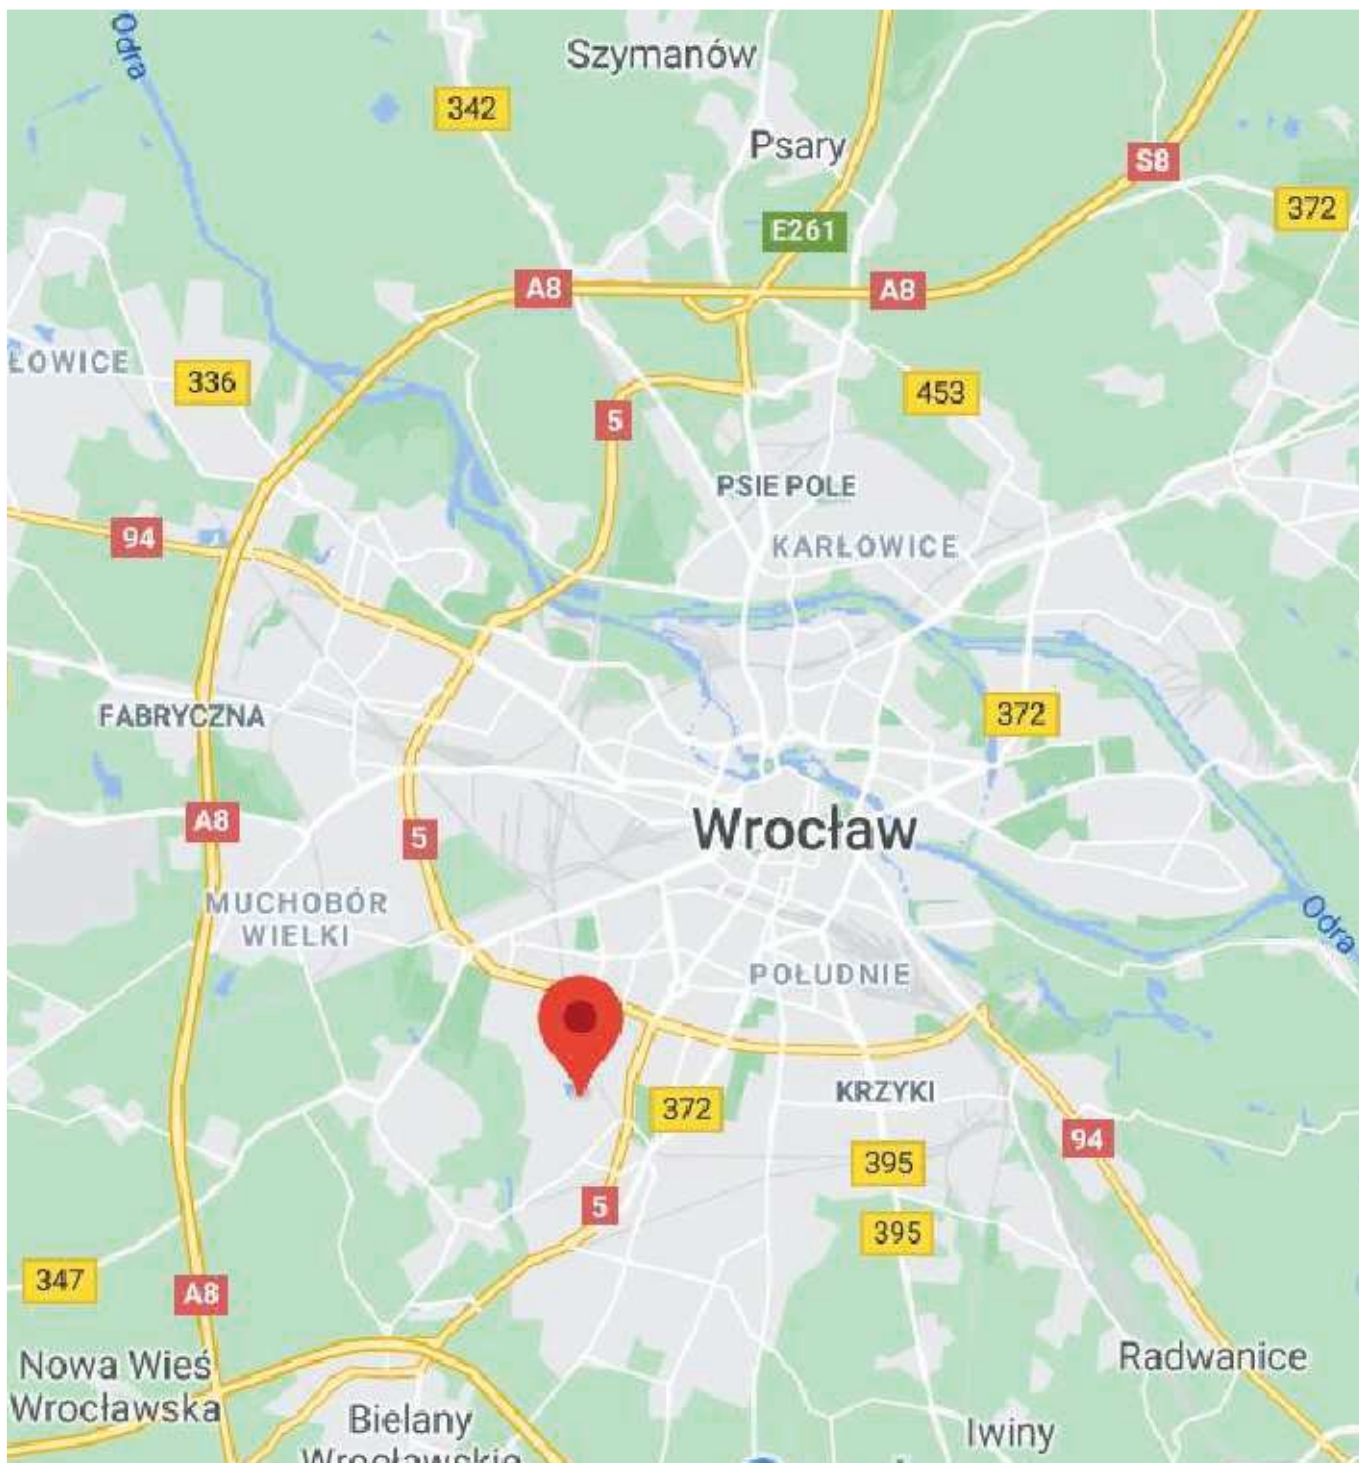 Odra
Szymanów
342
Psary
S8
372
E261
A8
A8
ŁOWICE
336
453
5
PSIE POLE
94
KARŁOWICE
FABRYCZNA
372
A8
5
Wrocław
MUCHOBÓR
WIELKI
Odra
POŁUDNIE
KRZYKI
372
94
395
5
395
347
A8
Nowa Wieś
Wrocławska
Radwanice
Bielany
Wrocławskie
Iwiny